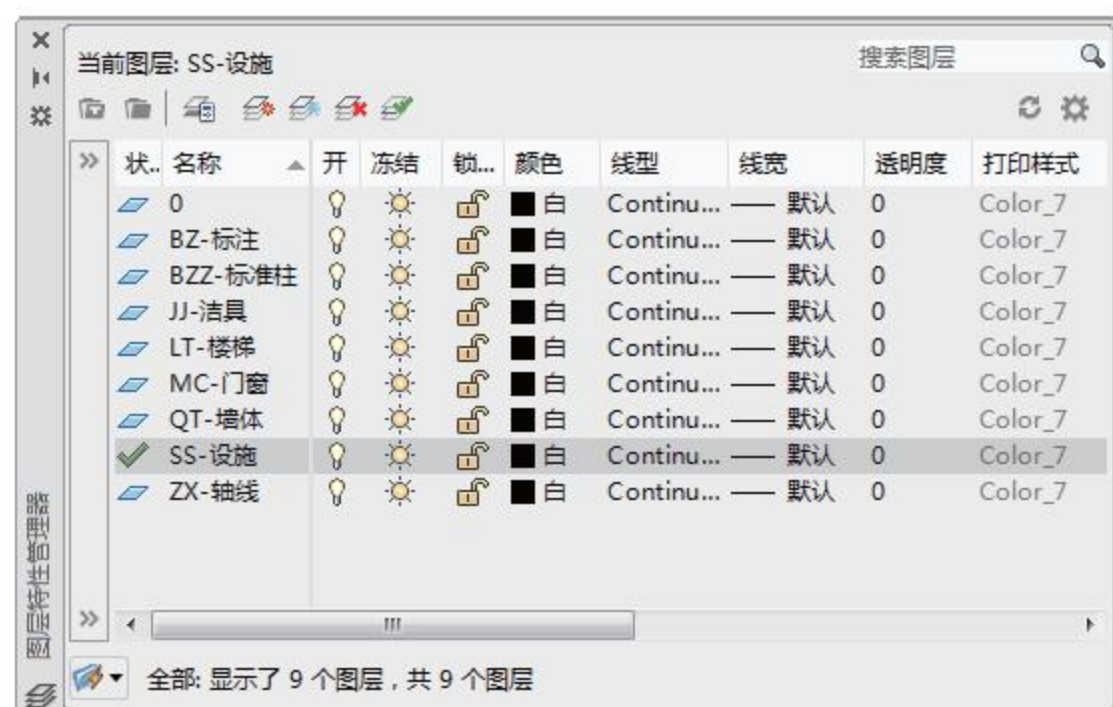 当前图层: SS-设施
搜索图层
状.. 名称 开 冻结 锁... 颜色 线型 线宽 透明度 打印样式
0 白 Continu... 默认 0 Color_7
BZ-标注 白 Continu... 默认 0 Color_7
BZZ-标准柱 白 Continu... 默认 0 Color_7
JJ-洁具 白 Continu... 默认 0 Color_7
LT-楼梯 白 Continu... 默认 0 Color_7
MC-门窗 白 Continu... 默认 0 Color_7
QT-墙体 白 Continu... 默认 0 Color_7
SS-设施 白 Continu... 默认 0 Color_7
ZX-轴线 白 Continu... 默认 0 Color_7
全部: 显示了 9 个图层 , 共 9 个图层
图层特性管理器